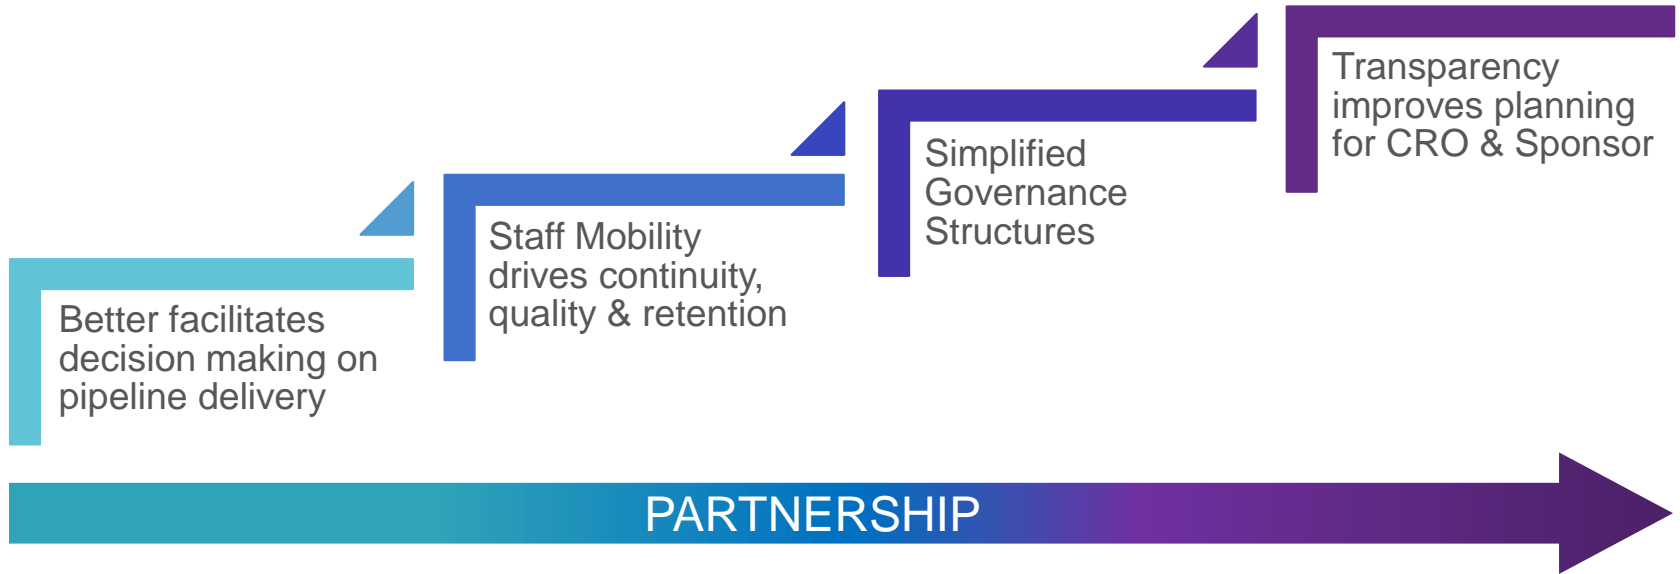 Better facilitates
decision making on
pipeline delivery
Staff Mobility
drives continuity,
quality & retention
Simplified
Governance
Structures
Transparency
improves planning
for CRO & Sponsor
PARTNERSHIP